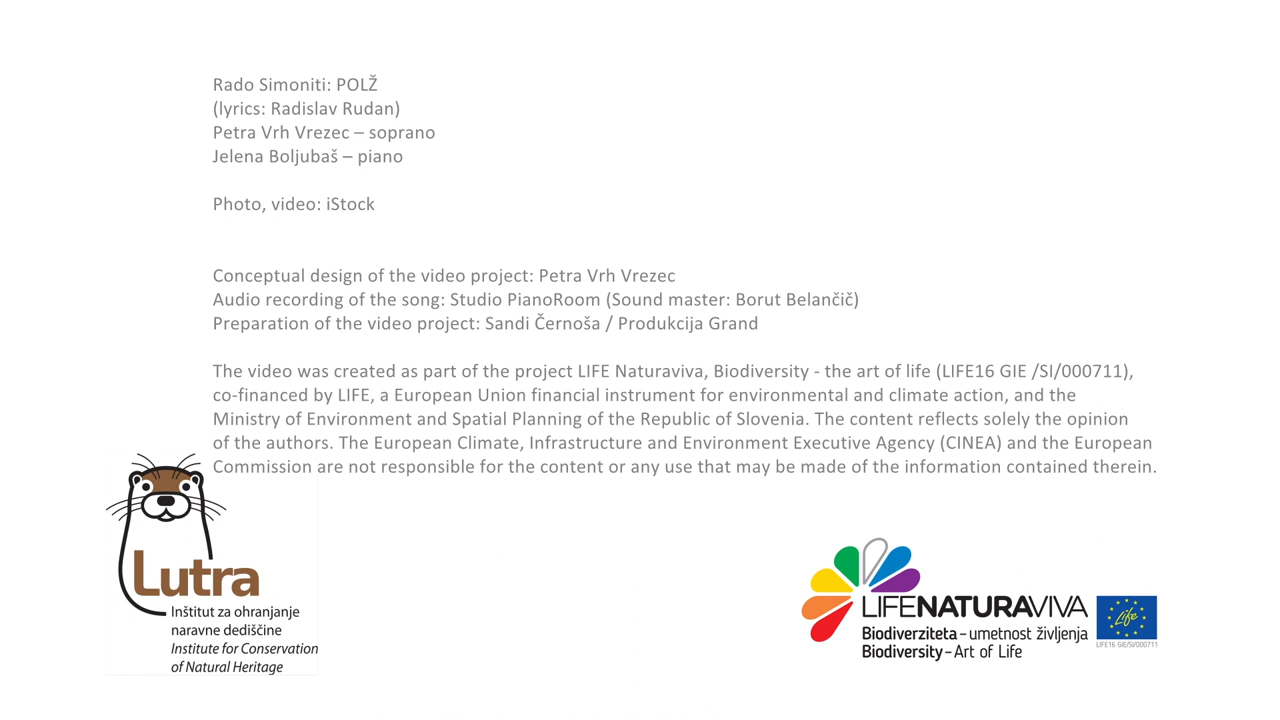 Rado Simoniti: POLŽ
(lyrics: Radislav Rudan)
Petra Vrh Vrezec – soprano
Jelena Boljubaš – piano
Photo, video: iStock
Conceptual design of the video project: Petra Vrh Vrezec
Audio recording of the song: Studio PianoRoom (Sound master: Borut Belančič)
Preparation of the video project: Sandi Černoša / Produkcija Grand
The video was created as part of the project LIFE Naturaviva, Biodiversity - the art of life (LIFE16 GIE /SI/000711),
co-financed by LIFE, a European Union financial instrument for environmental and climate action, and the
Ministry of Environment and Spatial Planning of the Republic of Slovenia. The content reflects solely the opinion
of the authors. The European Climate, Infrastructure and Environment Executive Agency (CINEA) and the European
Commission are not responsible for the content or any use that may be made of the information contained therein.
Lutra
Inštitut za ohranjanje
naravne dediščine
Institute for Conservation
of Natural Heritage
LIFENATURAVIVA
Biodiverziteta – umetnost življenja
Biodiversity – Art of Life
Life
LIFE16 GIE/SI/000711